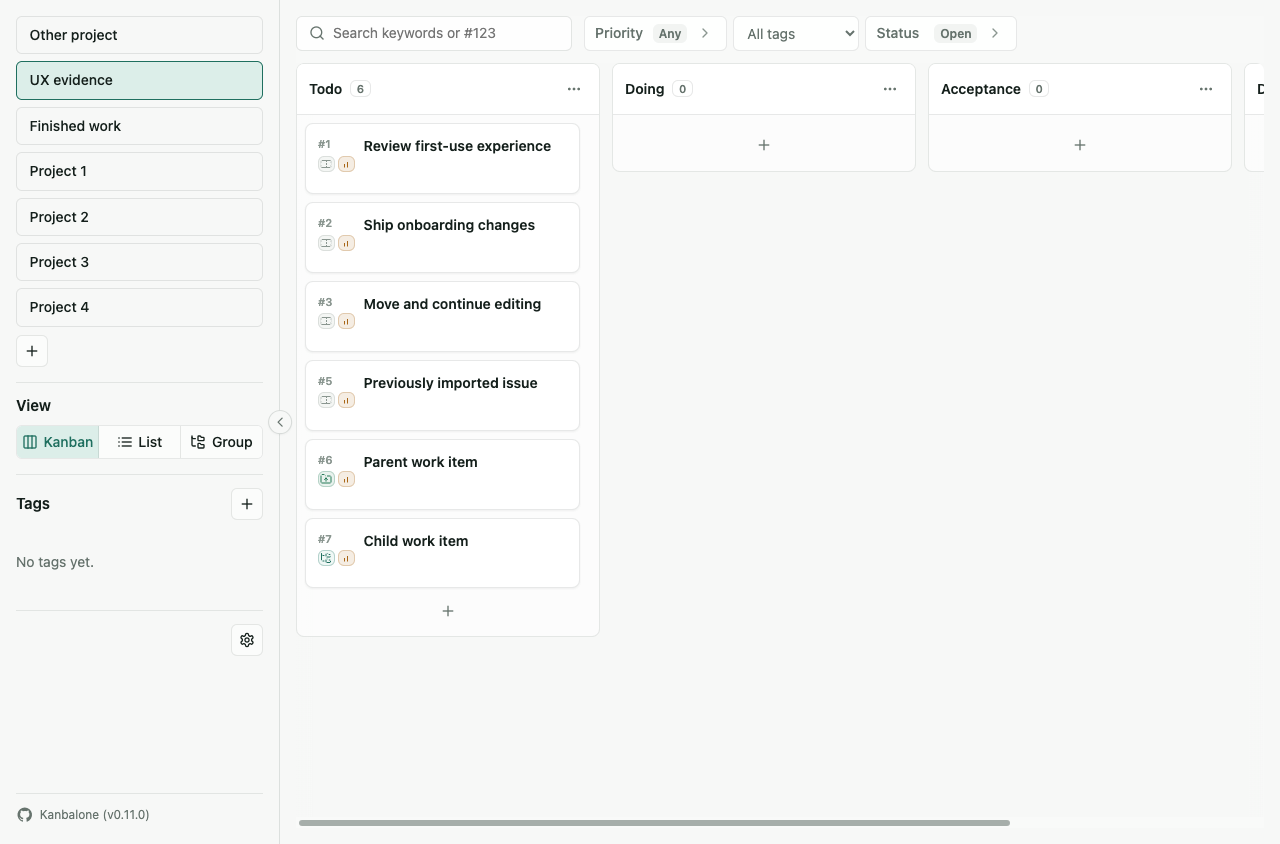 Other project
UX evidence
Finished work
Project 1
Project 2
Project 3
Project 4
View
Kanban
List
Group
Tags
No tags yet.
Kanbalone (v0.11.0)
Search keywords or #123
Priority Any
All tags
Status Open
Todo 6
#1 Review first-use experience
#2 Ship onboarding changes
#3 Move and continue editing
#5 Previously imported issue
#6 Parent work item
#7 Child work item
Doing 0
Acceptance 0